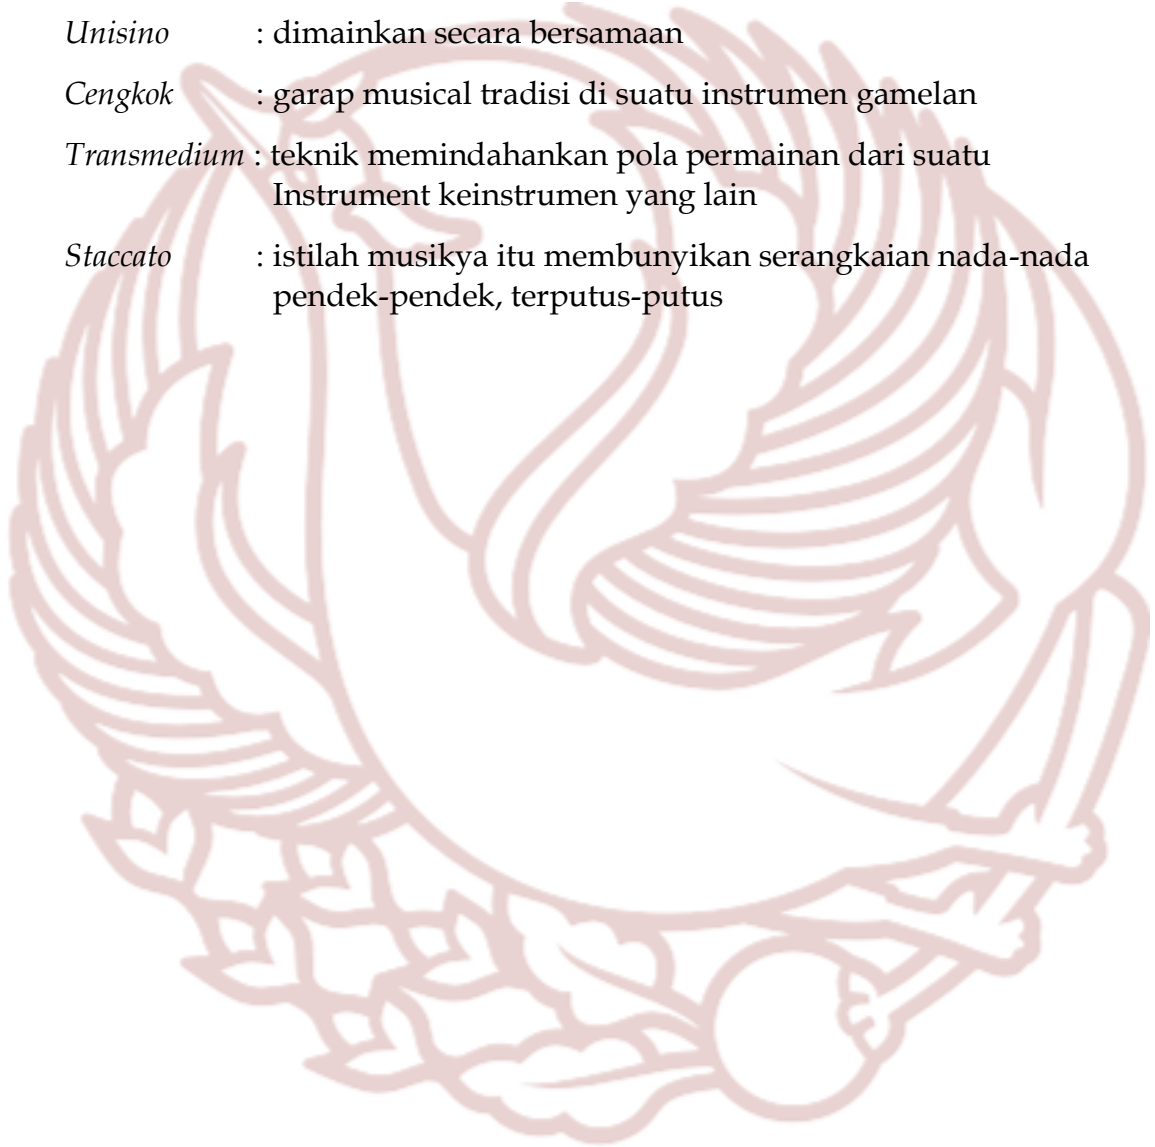 Unisino : dimainkan secara bersamaan
Cengkok : garap musical tradisi di suatu instrumen gamelan
Transmedium : teknik memindahankan pola permainan dari suatu
Instrument keinstrumen yang lain
Staccato : istilah musikya itu membunyikan serangkaian nada-nada
pendek-pendek, terputus-putus